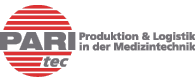 PARI
tec
Produktion & Logistik
in der Medizintechnik